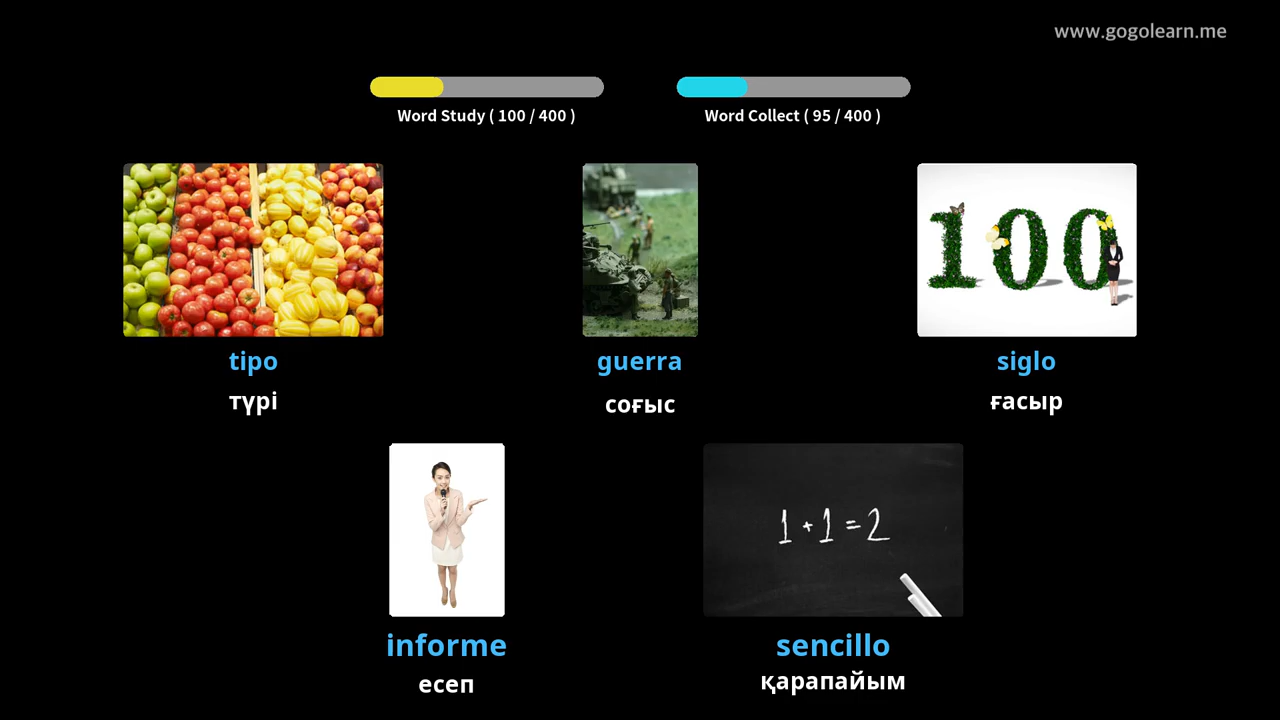 www.gogolearn.me
Word Study ( 100 / 400 )
Word Collect ( 95 / 400 )
100
tipo
guerra
siglo
түрі
соғыс
ғасыр
1 + 1 = 2
informe
sencillo
есеп
қарапайым